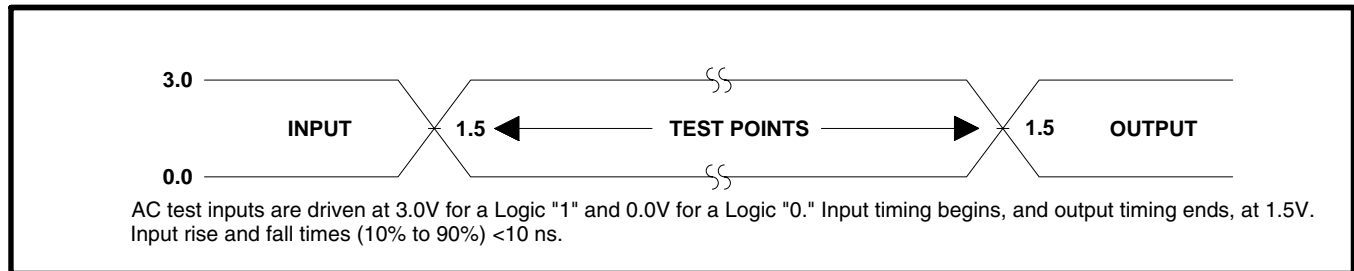 3.0
INPUT 1.5 TEST POINTS 1.5 OUTPUT
0.0
AC test inputs are driven at 3.0V for a Logic "1" and 0.0V for a Logic "0." Input timing begins, and output timing ends, at 1.5V.
Input rise and fall times (10% to 90%) <10 ns.